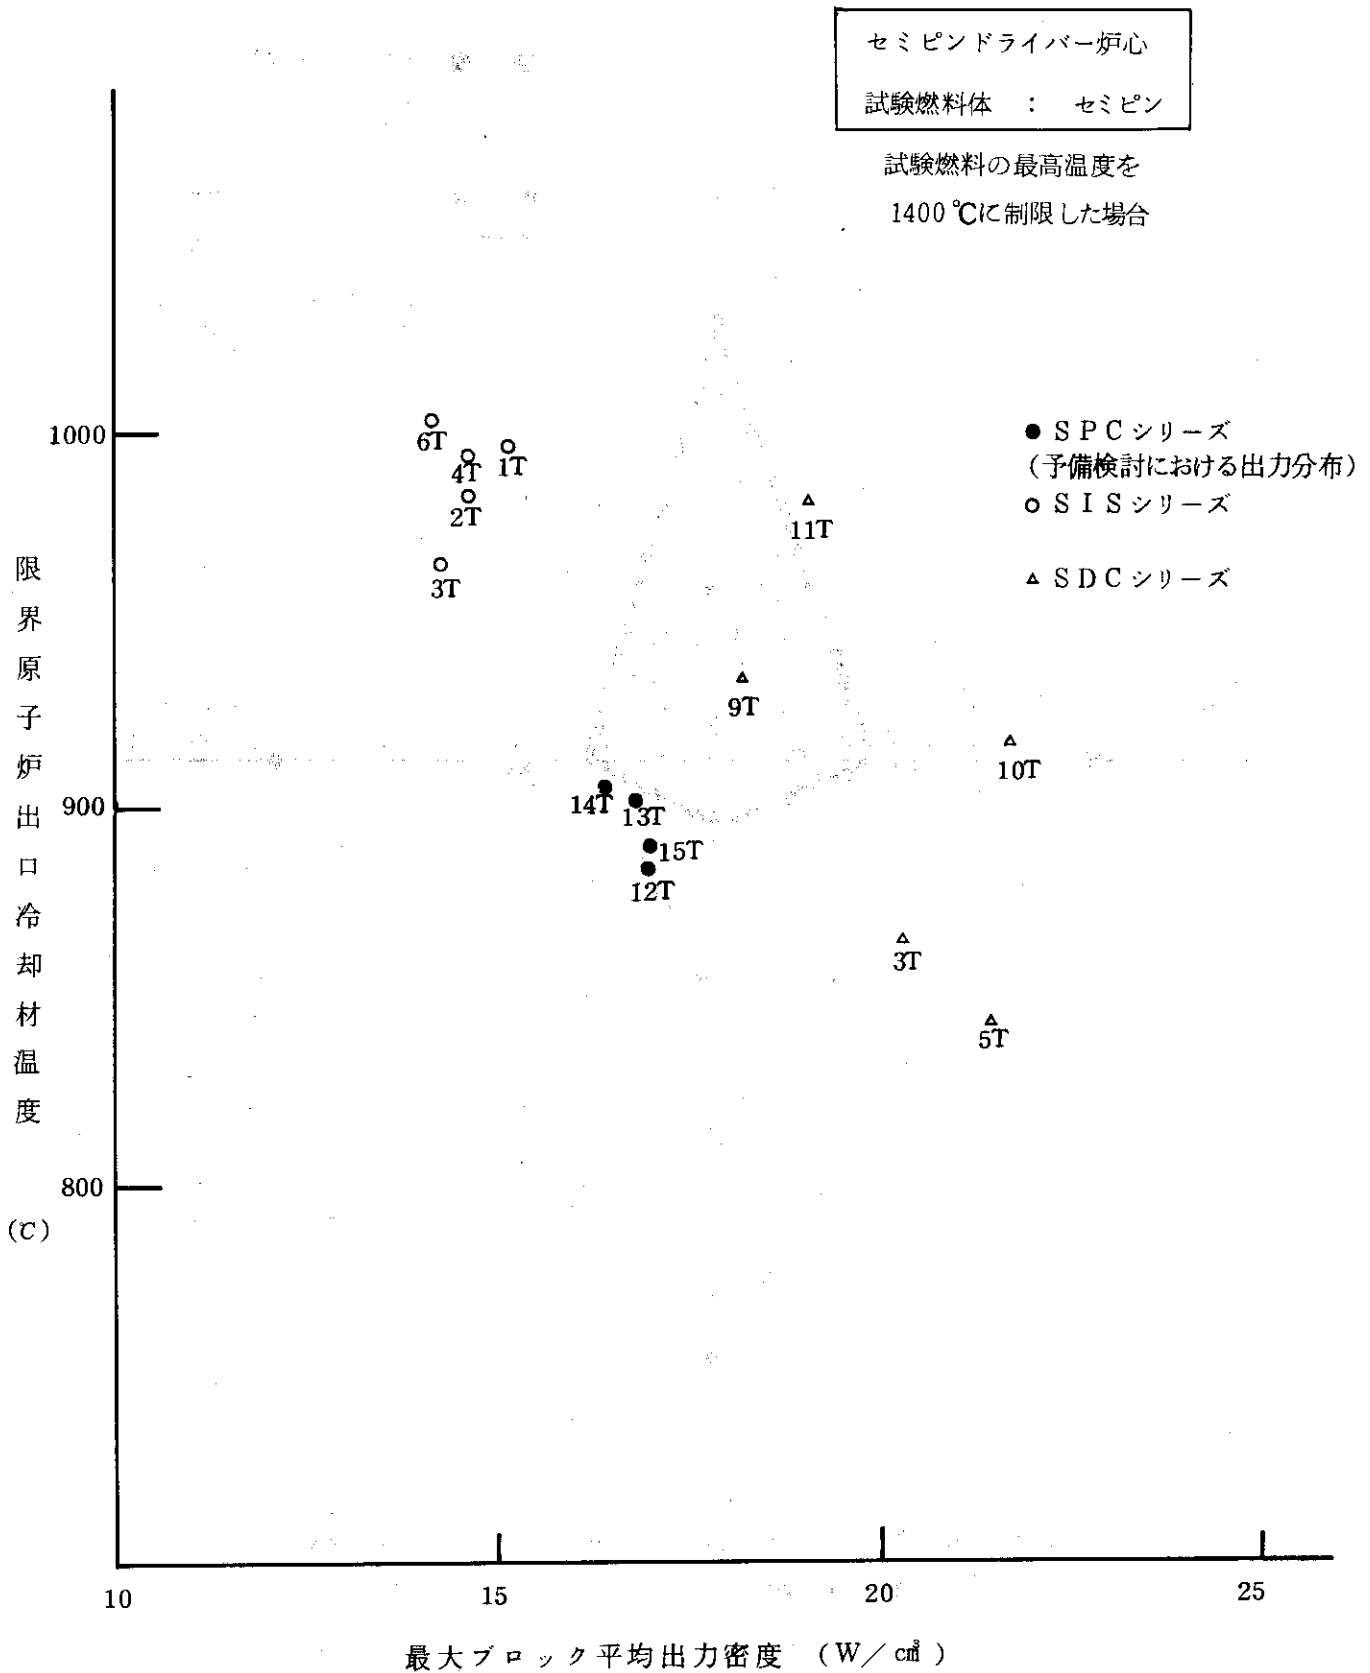 セミピンドライバー炉心
試験燃料体 : セミピン
試験燃料の最高温度を
1400℃に制限した場合
● SPCシリーズ
(予備検討における出力分布)
○ SISシリーズ
△ SDCシリーズ
限界原子炉出口冷却材温度
(℃)
1000
900
800
6T
4T
1T
2T
3T
11T
9T
10T
14T
13T
15T
12T
3T
5T
10
15
20
25
最大ブロック平均出力密度 (W/cm³)